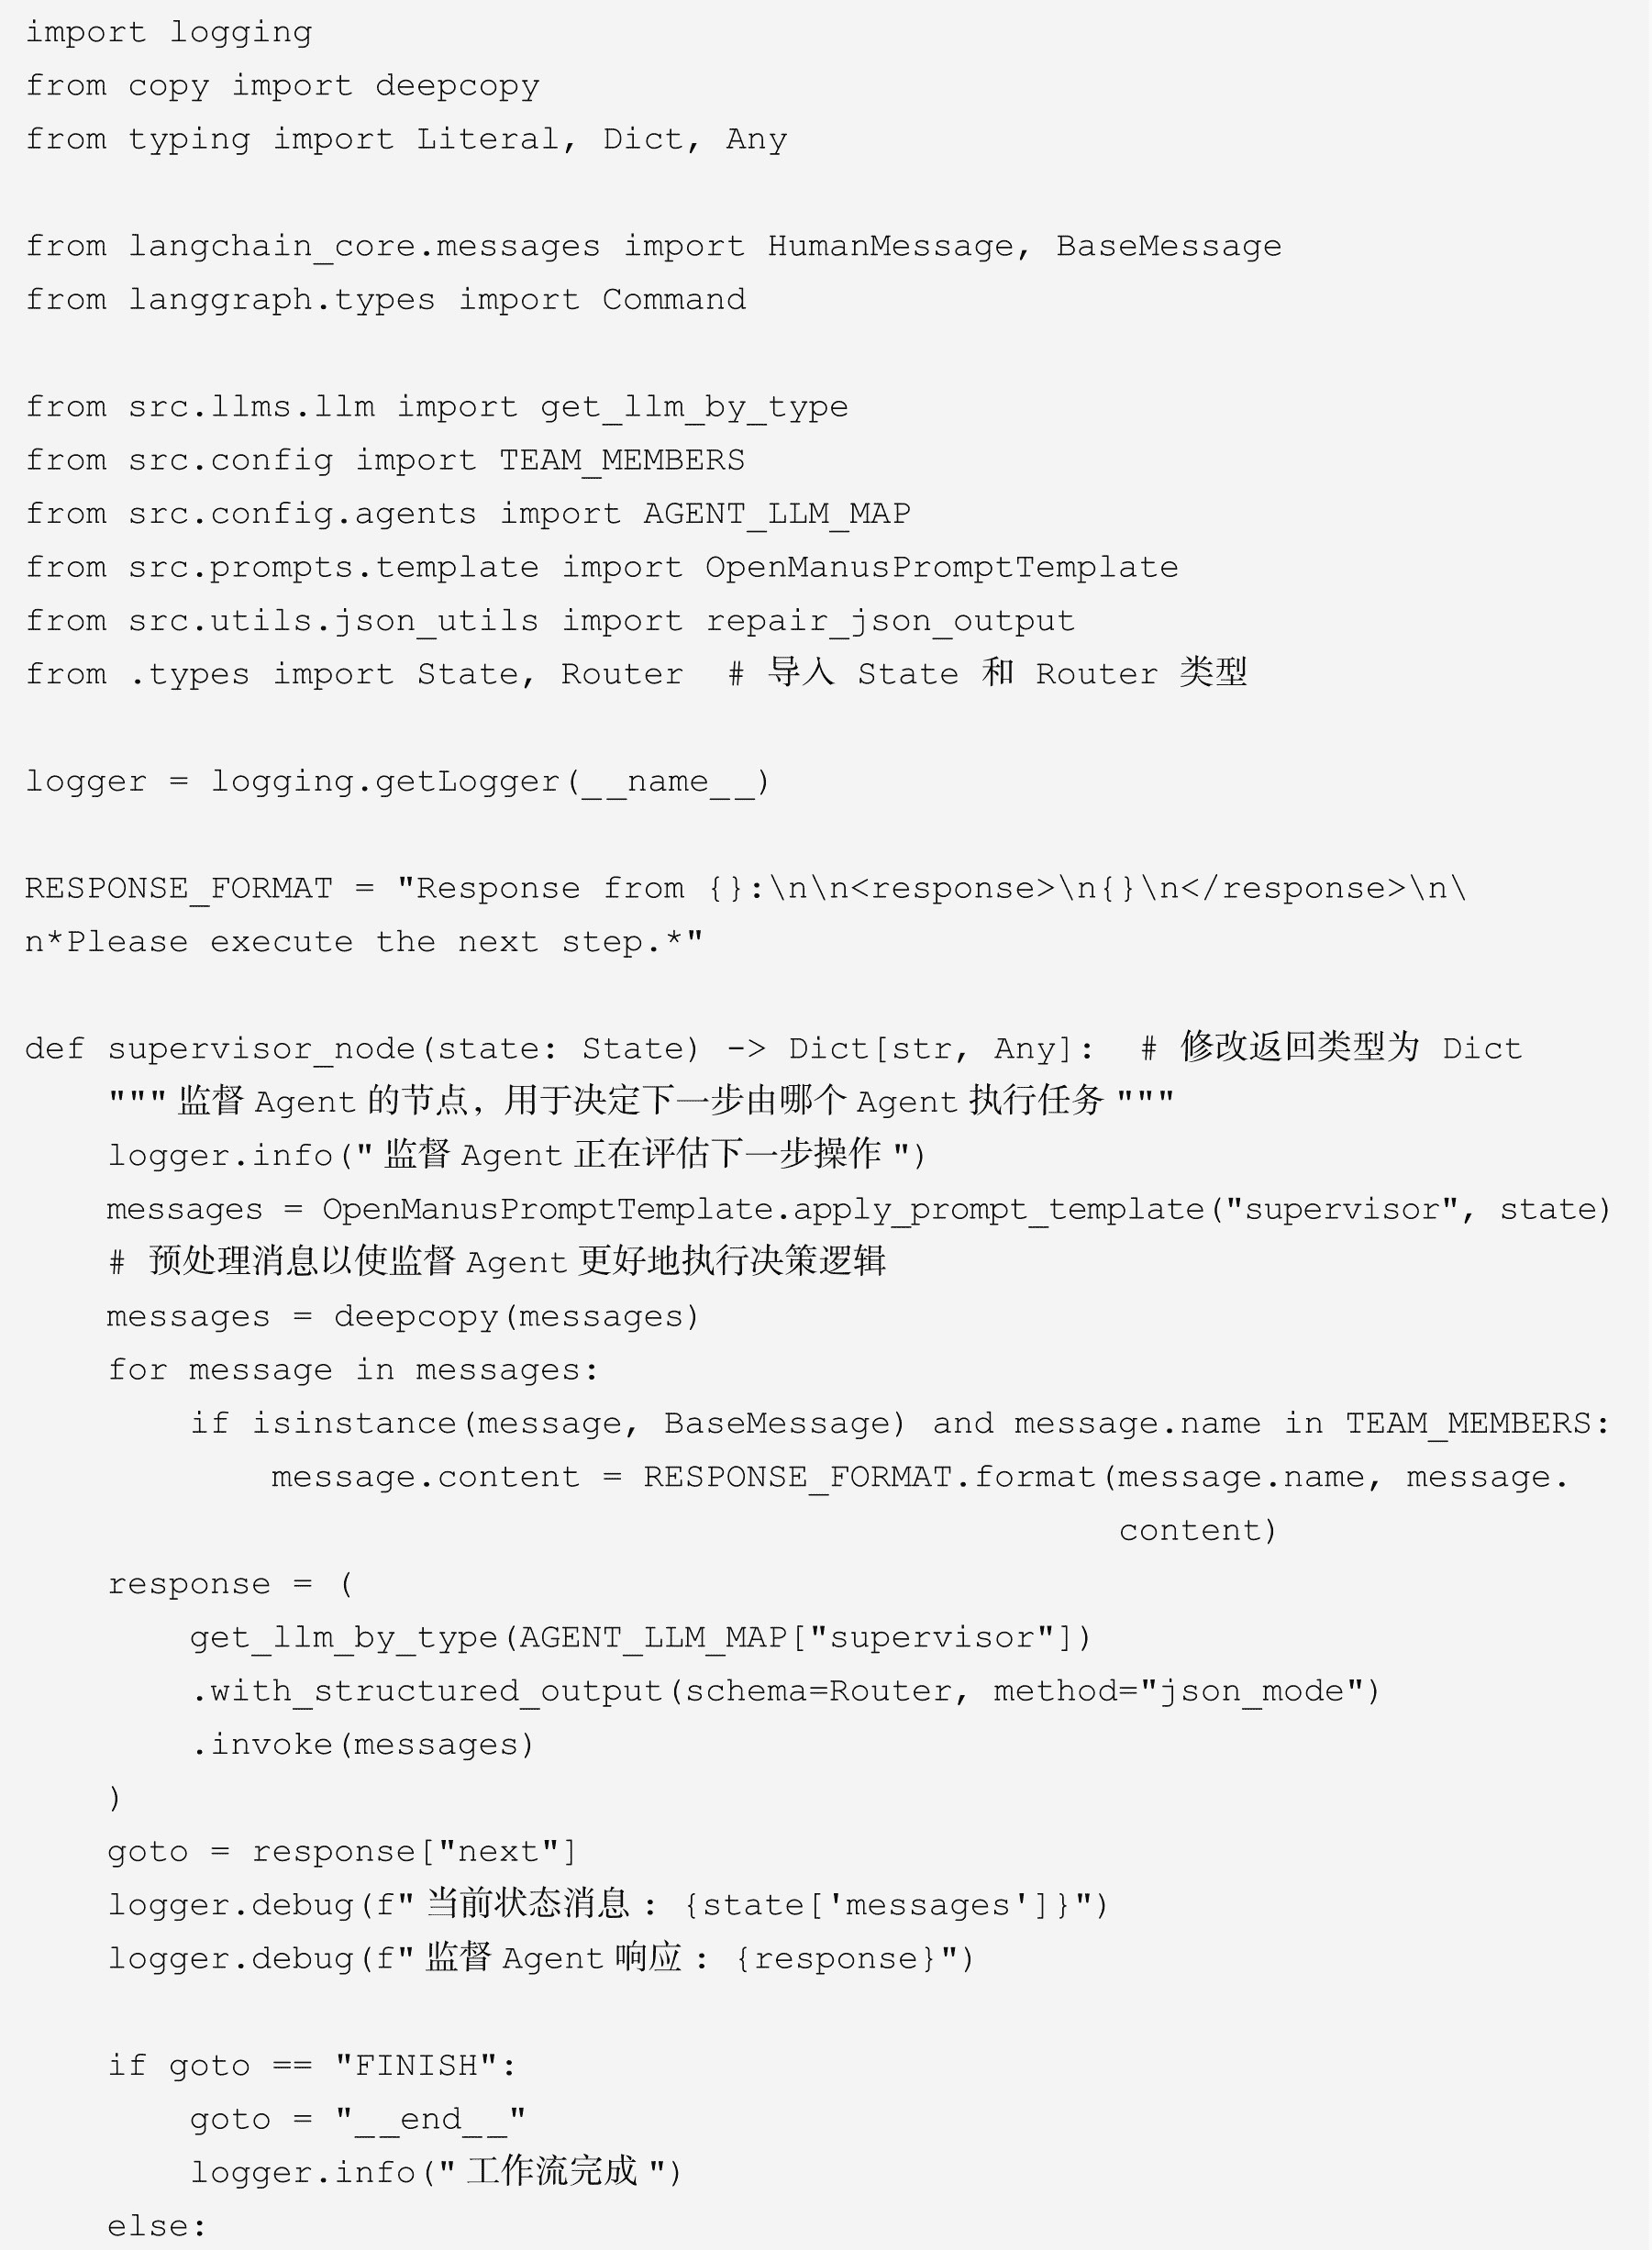 import logging
from copy import deepcopy
from typing import Literal, Dict, Any

from langchain_core.messages import HumanMessage, BaseMessage
from langgraph.types import Command

from src.llms.llm import get_llm_by_type
from src.config import TEAM_MEMBERS
from src.config.agents import AGENT_LLM_MAP
from src.prompts.template import OpenManusPromptTemplate
from src.utils.json_utils import repair_json_output
from .types import State, Router  # 导入 State 和 Router 类型

logger = logging.getLogger(__name__)

RESPONSE_FORMAT = "Response from {}:\n\n<response>\n{}\n</response>\n\
n*Please execute the next step.*"

def supervisor_node(state: State) -> Dict[str, Any]:  # 修改返回类型为 Dict
    """ 监督 Agent 的节点，用于决定下一步由哪个 Agent 执行任务 """
    logger.info(" 监督 Agent 正在评估下一步操作 ")
    messages = OpenManusPromptTemplate.apply_prompt_template("supervisor", state)
    # 预处理消息以使监督 Agent 更好地执行决策逻辑
    messages = deepcopy(messages)
    for message in messages:
        if isinstance(message, BaseMessage) and message.name in TEAM_MEMBERS:
            message.content = RESPONSE_FORMAT.format(message.name, message.
                                                     content)
    response = (
        get_llm_by_type(AGENT_LLM_MAP["supervisor"])
        .with_structured_output(schema=Router, method="json_mode")
        .invoke(messages)
    )
    goto = response["next"]
    logger.debug(f" 当前状态消息 : {state['messages']}")
    logger.debug(f" 监督 Agent 响应 : {response}")

    if goto == "FINISH":
        goto = "__end__"
        logger.info(" 工作流完成 ")
    else: